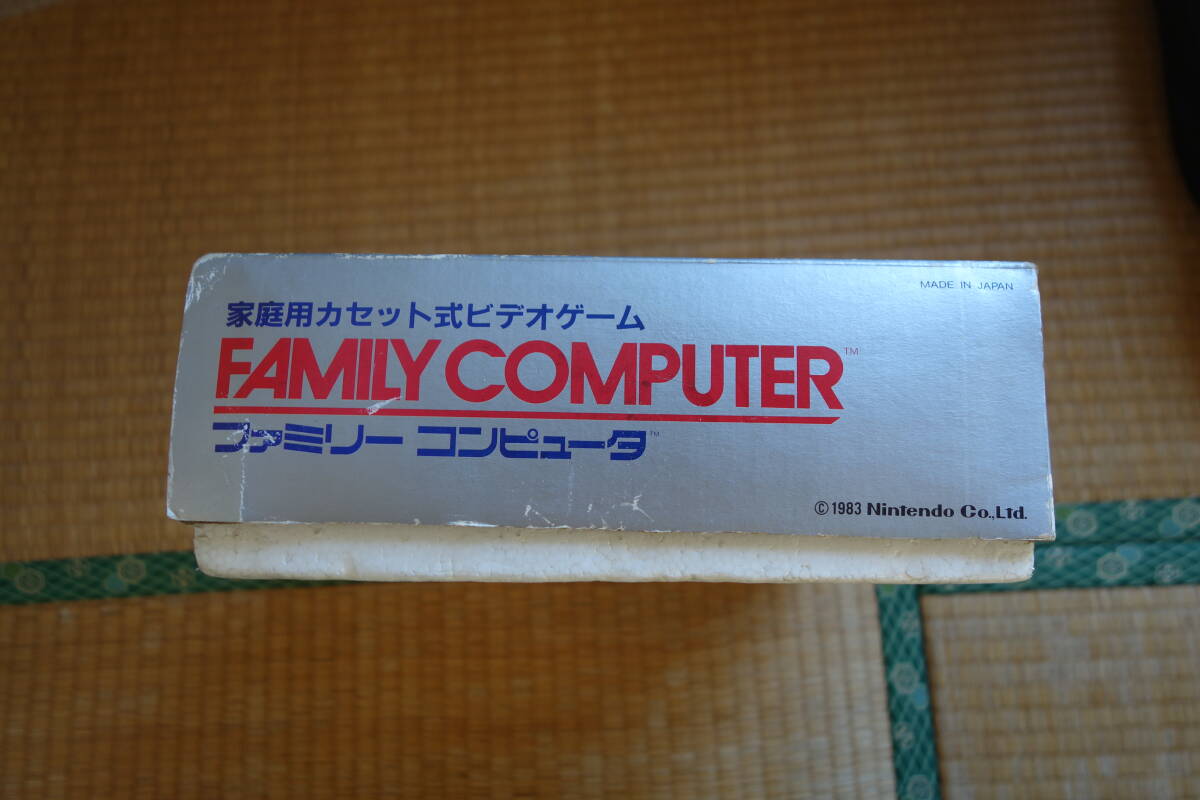 MADE IN JAPAN
家庭用カセット式ビデオゲーム
FAMILY COMPUTER™
ファミリー コンピュータ™
©1983 Nintendo Co.,Ltd.